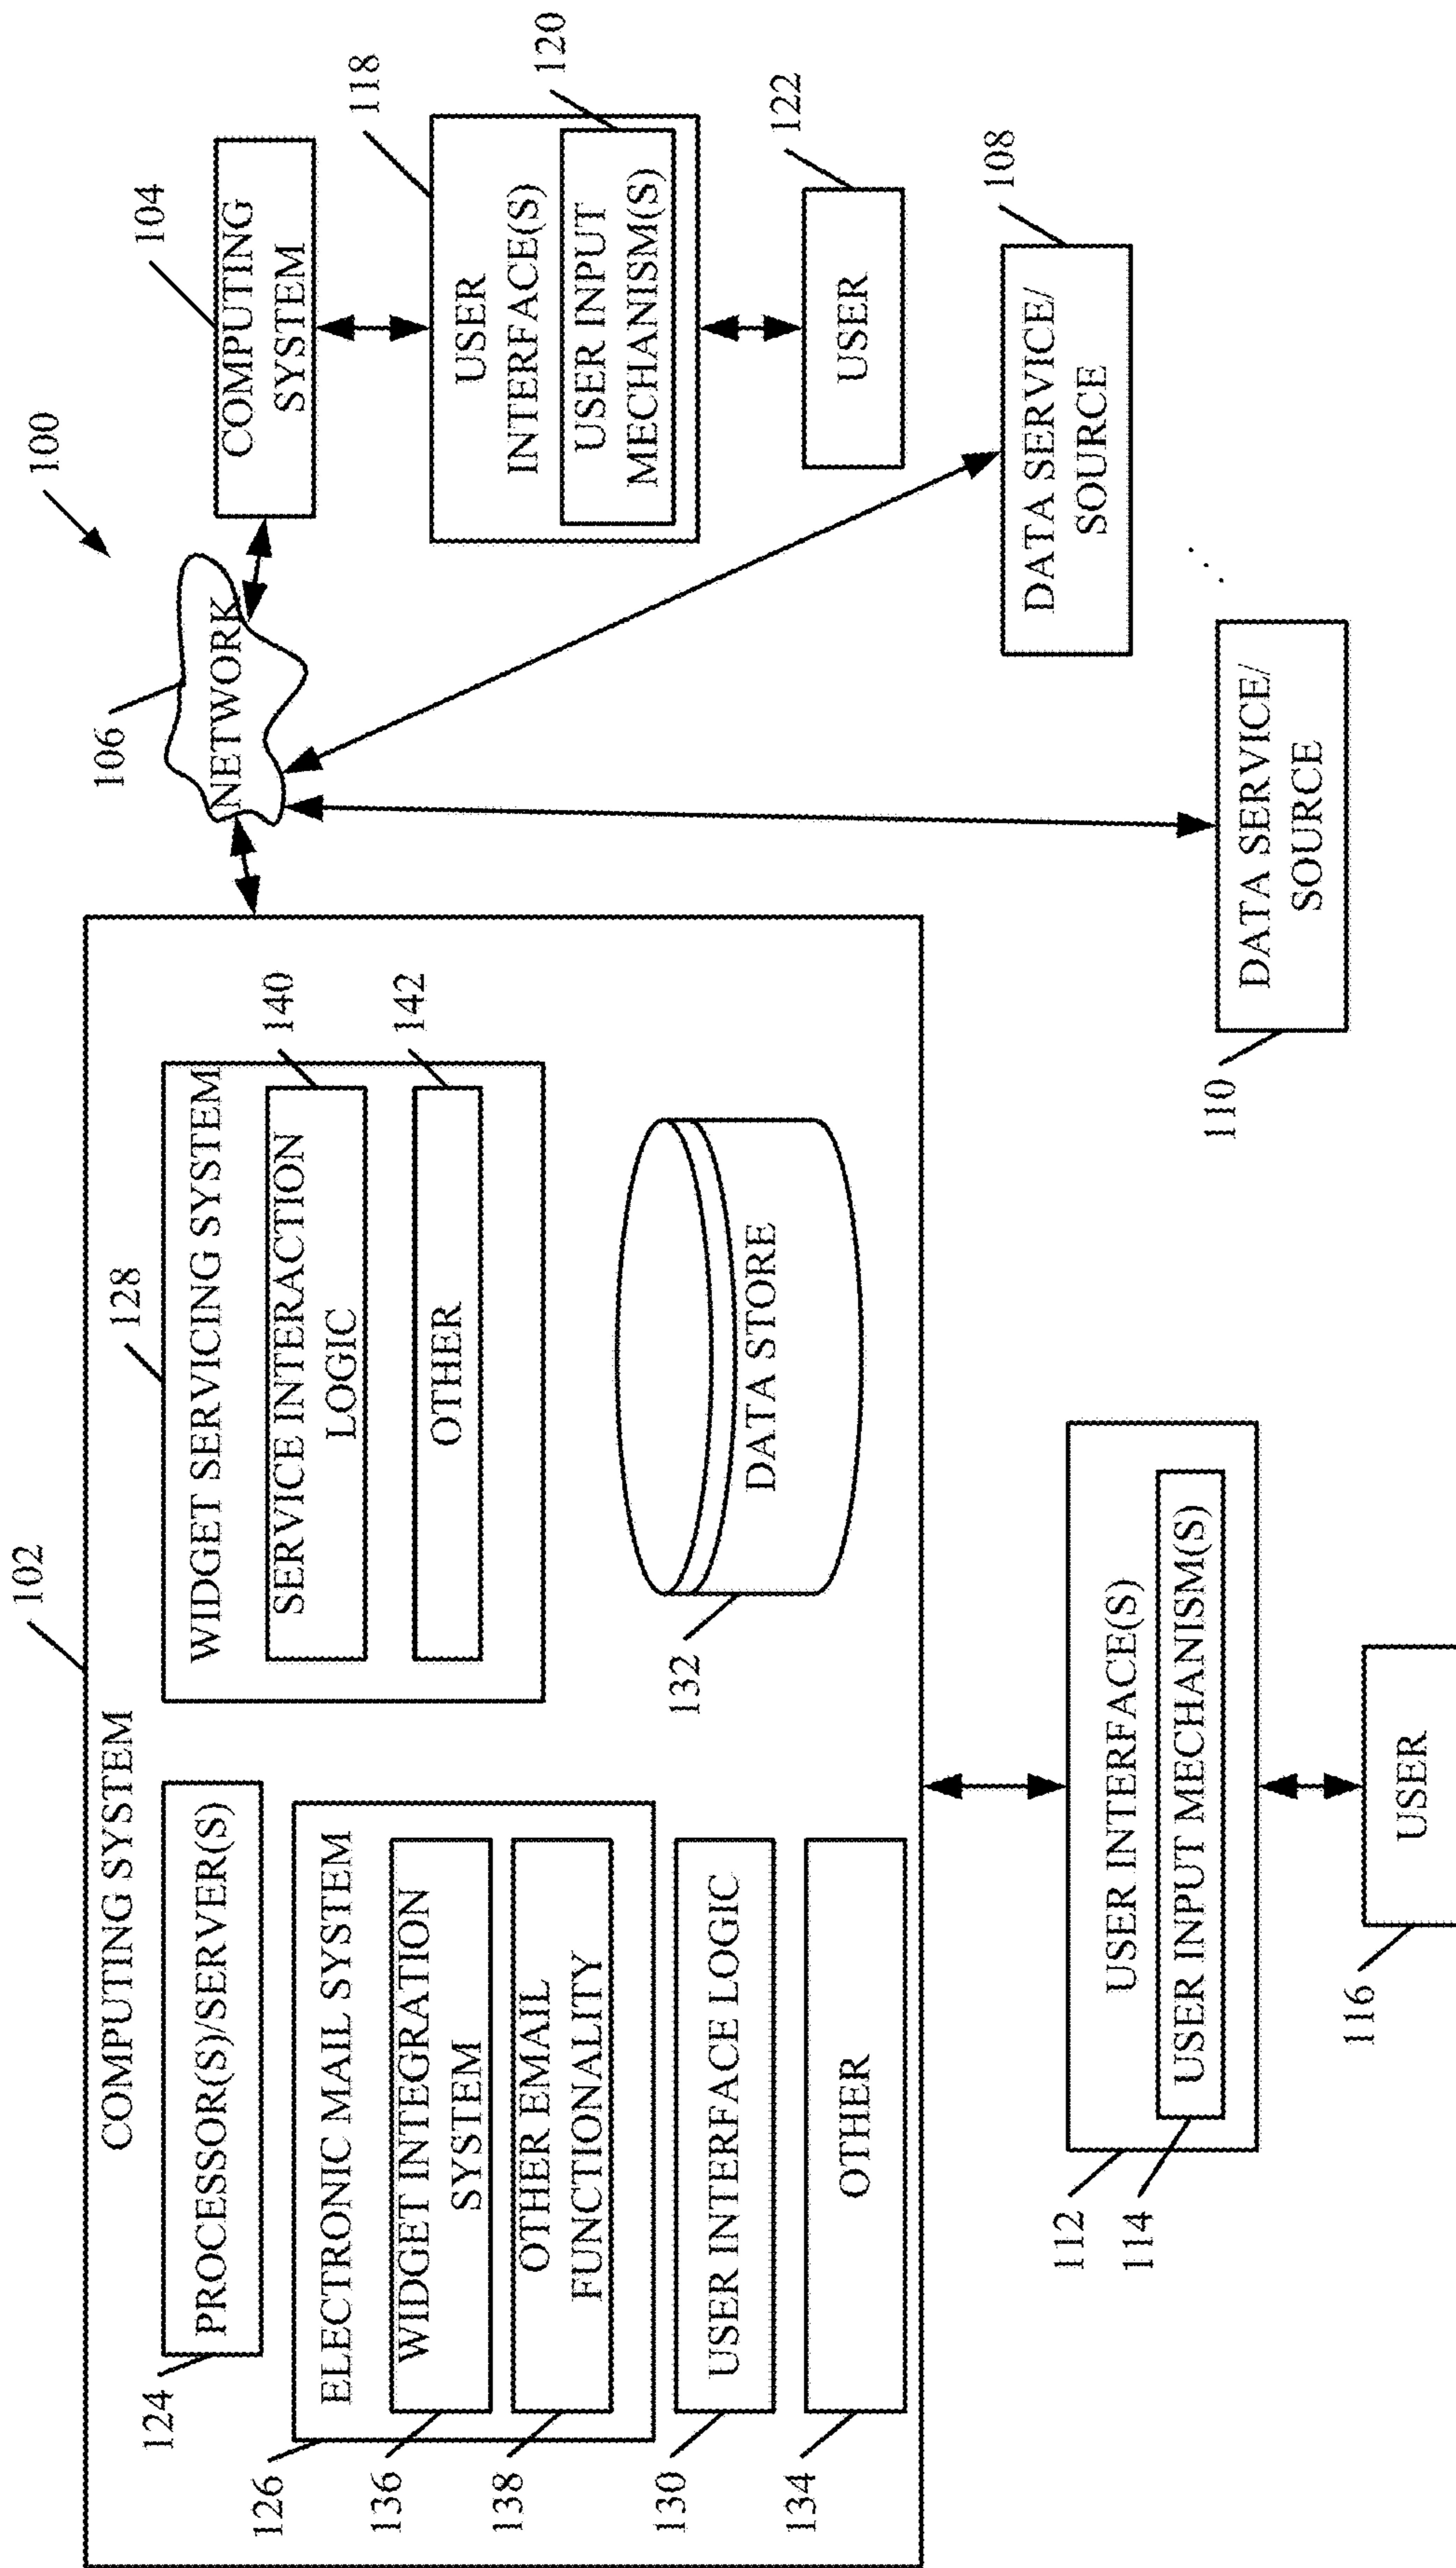 100
102
COMPUTING SYSTEM
124
PROCESSOR(S)/SERVER(S)
126
ELECTRONIC MAIL SYSTEM
136
WIDGET INTEGRATION
SYSTEM
138
OTHER EMAIL
FUNCTIONALITY
130
USER INTERFACE LOGIC
134
OTHER
128
WIDGET SERVICING SYSTEM
140
SERVICE INTERACTION
LOGIC
142
OTHER
132
DATA STORE
106
NETWORK
104
COMPUTING
SYSTEM
118
USER
INTERFACE(S)
120
USER INPUT
MECHANISM(S)
122
USER
108
DATA SERVICE/
SOURCE
. . .
110
DATA SERVICE/
SOURCE
112
USER INTERFACE(S)
114
USER INPUT MECHANISM(S)
116
USER